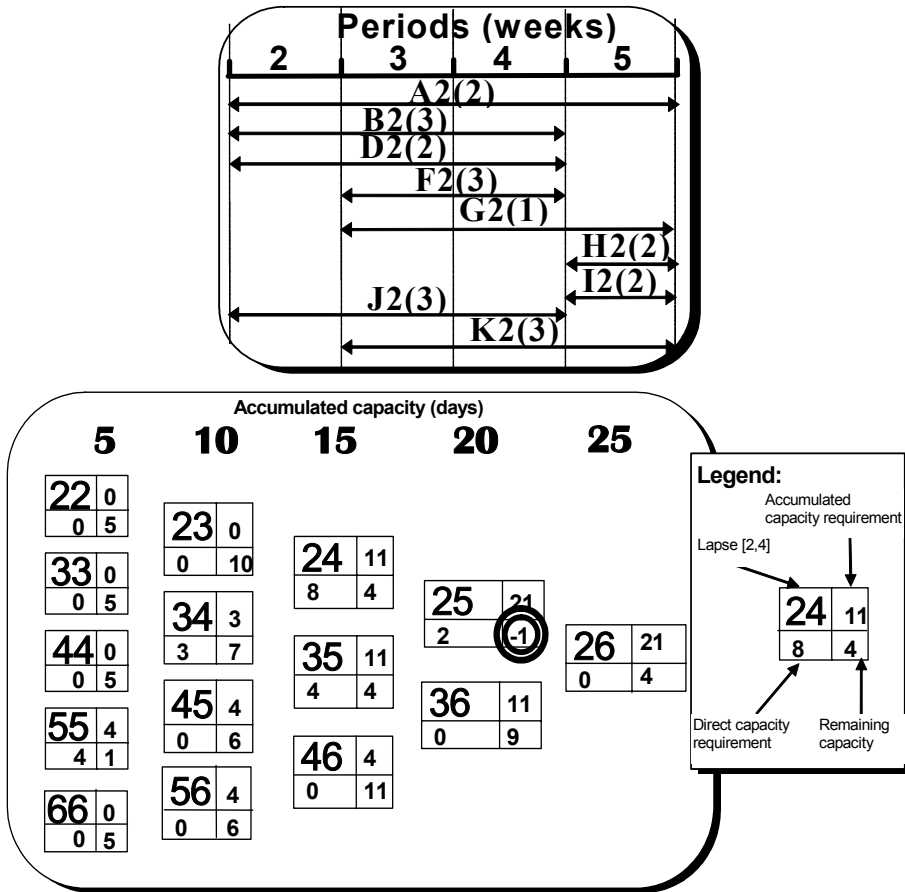 Periods (weeks)
2 3 4 5
A2(2)
B2(3)
D2(2)
F2(3)
G2(1)
H2(2)
I2(2)
J2(3)
K2(3)
Accumulated capacity (days)
5 10 15 20 25
22 0
0 5
33 0
0 5
44 0
0 5
55 4
4 1
66 0
0 5
23 0
0 10
34 3
3 7
45 4
0 6
56 4
0 6
24 11
8 4
35 11
4 4
46 4
0 11
25 21
2 -1
36 11
0 9
26 21
0 4
Legend:
Accumulated
capacity requirement
Lapse [2,4]
24 11
8 4
Direct capacity
requirement
Remaining
capacity